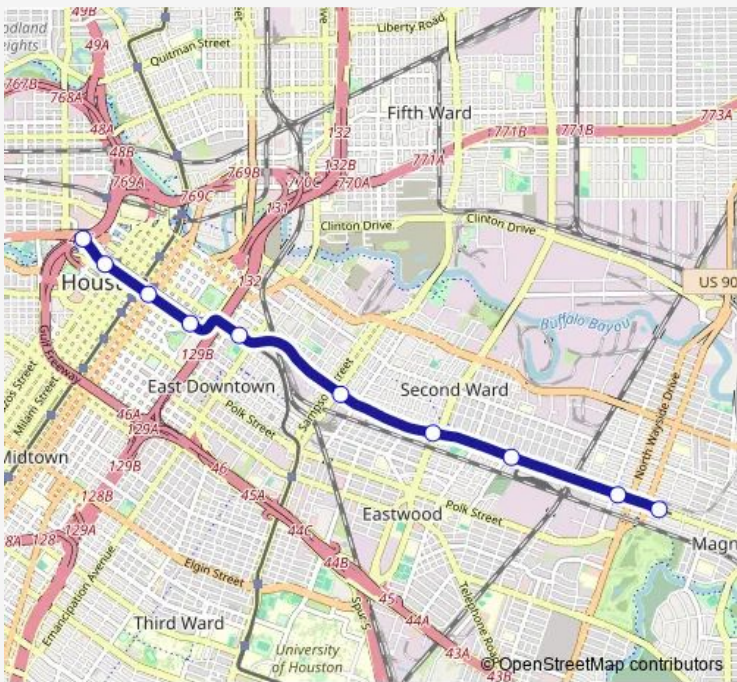 49B
49A
odland
eights
Quitman Street
Liberty Road
767B
768A
48A
48B
132
Fifth Ward
773A
771B
771B
771A
769A
769B
132B
770C
770A
769C
131
Clinton Drive
Clinton Drive
US 90
Houst
132
Buffalo Bayou
Gulf Freeway
129B
East Downtown
Second Ward
Street
Milam Street
46A
129A
Polk Street
North Wayside Drive
Midtown
129B
46
45A
Polk Street
Eastwood
128B
129A
44C
128
Magn
Elgin Street
44B
Emancipation Avenue
45
44A
Telephone Road
Third Ward
Spur 5
University
of Houston
43A
43B
© OpenStreetMap contributors